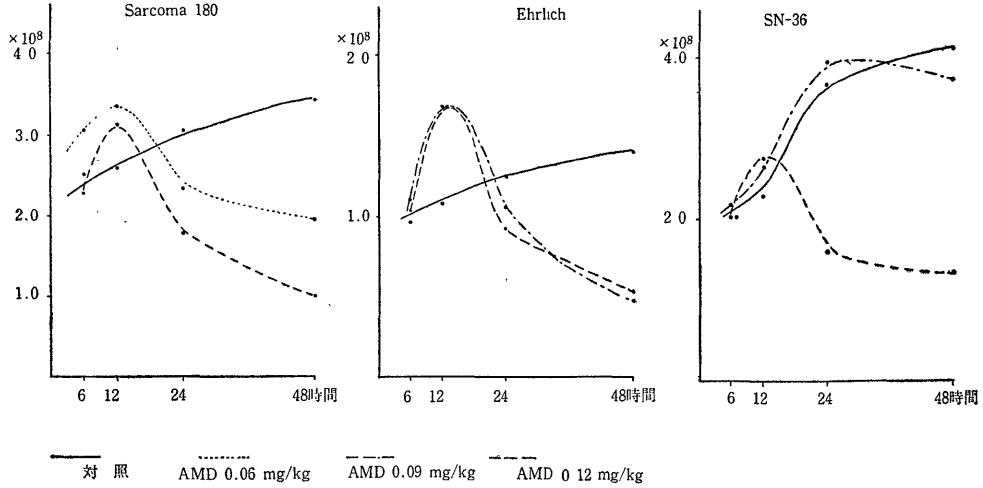 Sarcoma 180
×10⁸
4 0
3.0
2.0
1.0
6 12 24 48時間
Ehrlich
×10⁸
2 0
1.0
6 12 24 48時間
SN-36
×10⁸
4.0
2 0
0
6 12 24 48時間
対 照 AMD 0.06 mg/kg AMD 0.09 mg/kg AMD 0 12 mg/kg